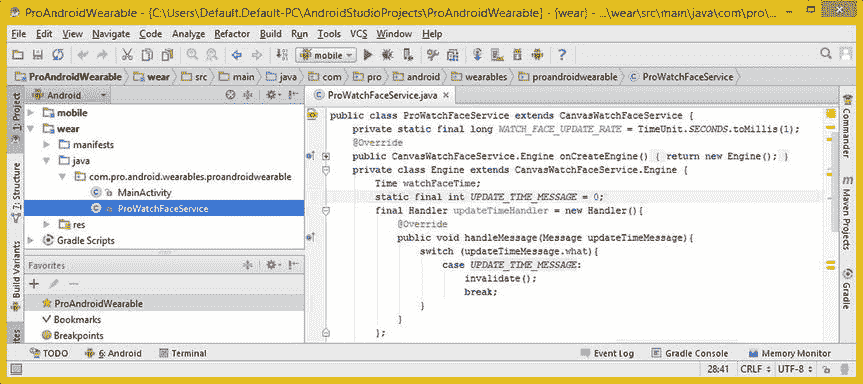 ProAndroidWearable - [C:\Users\Default.Default-PC\AndroidStudioProjects\ProAndroidWearable] - [wear] - ...\wear\src\main\java\com\pro\...
File Edit View Navigate Code Analyze Refactor Build Run Tools VCS Window Help
mobile
ProAndroidWearable wear src main java com pro android wearables proandroidwearable ProWatchFaceService
Android
ProWatchFaceService.java
mobile
wear
manifests
java
com.pro.android.wearables.proandroidwearable
MainActivity
ProWatchFaceService
res
Gradle Scripts
Favorites
ProAndroidWearable
Bookmarks
Breakpoints
public class ProWatchFaceService extends CanvasWatchFaceService {
private static final long WATCH_FACE_UPDATE_RATE = TimeUnit.SECONDS.toMillis(1);
@Override
public CanvasWatchFaceService.Engine onCreateEngine() { return new Engine(); }
private class Engine extends CanvasWatchFaceService.Engine {
Time watchFaceTime;
static final int UPDATE_TIME_MESSAGE = 0;
final Handler updateTimeHandler = new Handler(){
@Override
public void handleMessage(Message updateTimeMessage){
switch (updateTimeMessage.what){
case UPDATE_TIME_MESSAGE:
invalidate();
break;
}
}
};
1: Project
7: Structure
Build Variants
Commander
Maven Projects
Gradle
TODO 6: Android Terminal Event Log Gradle Console Memory Monitor
28:41 CRLF UTF-8